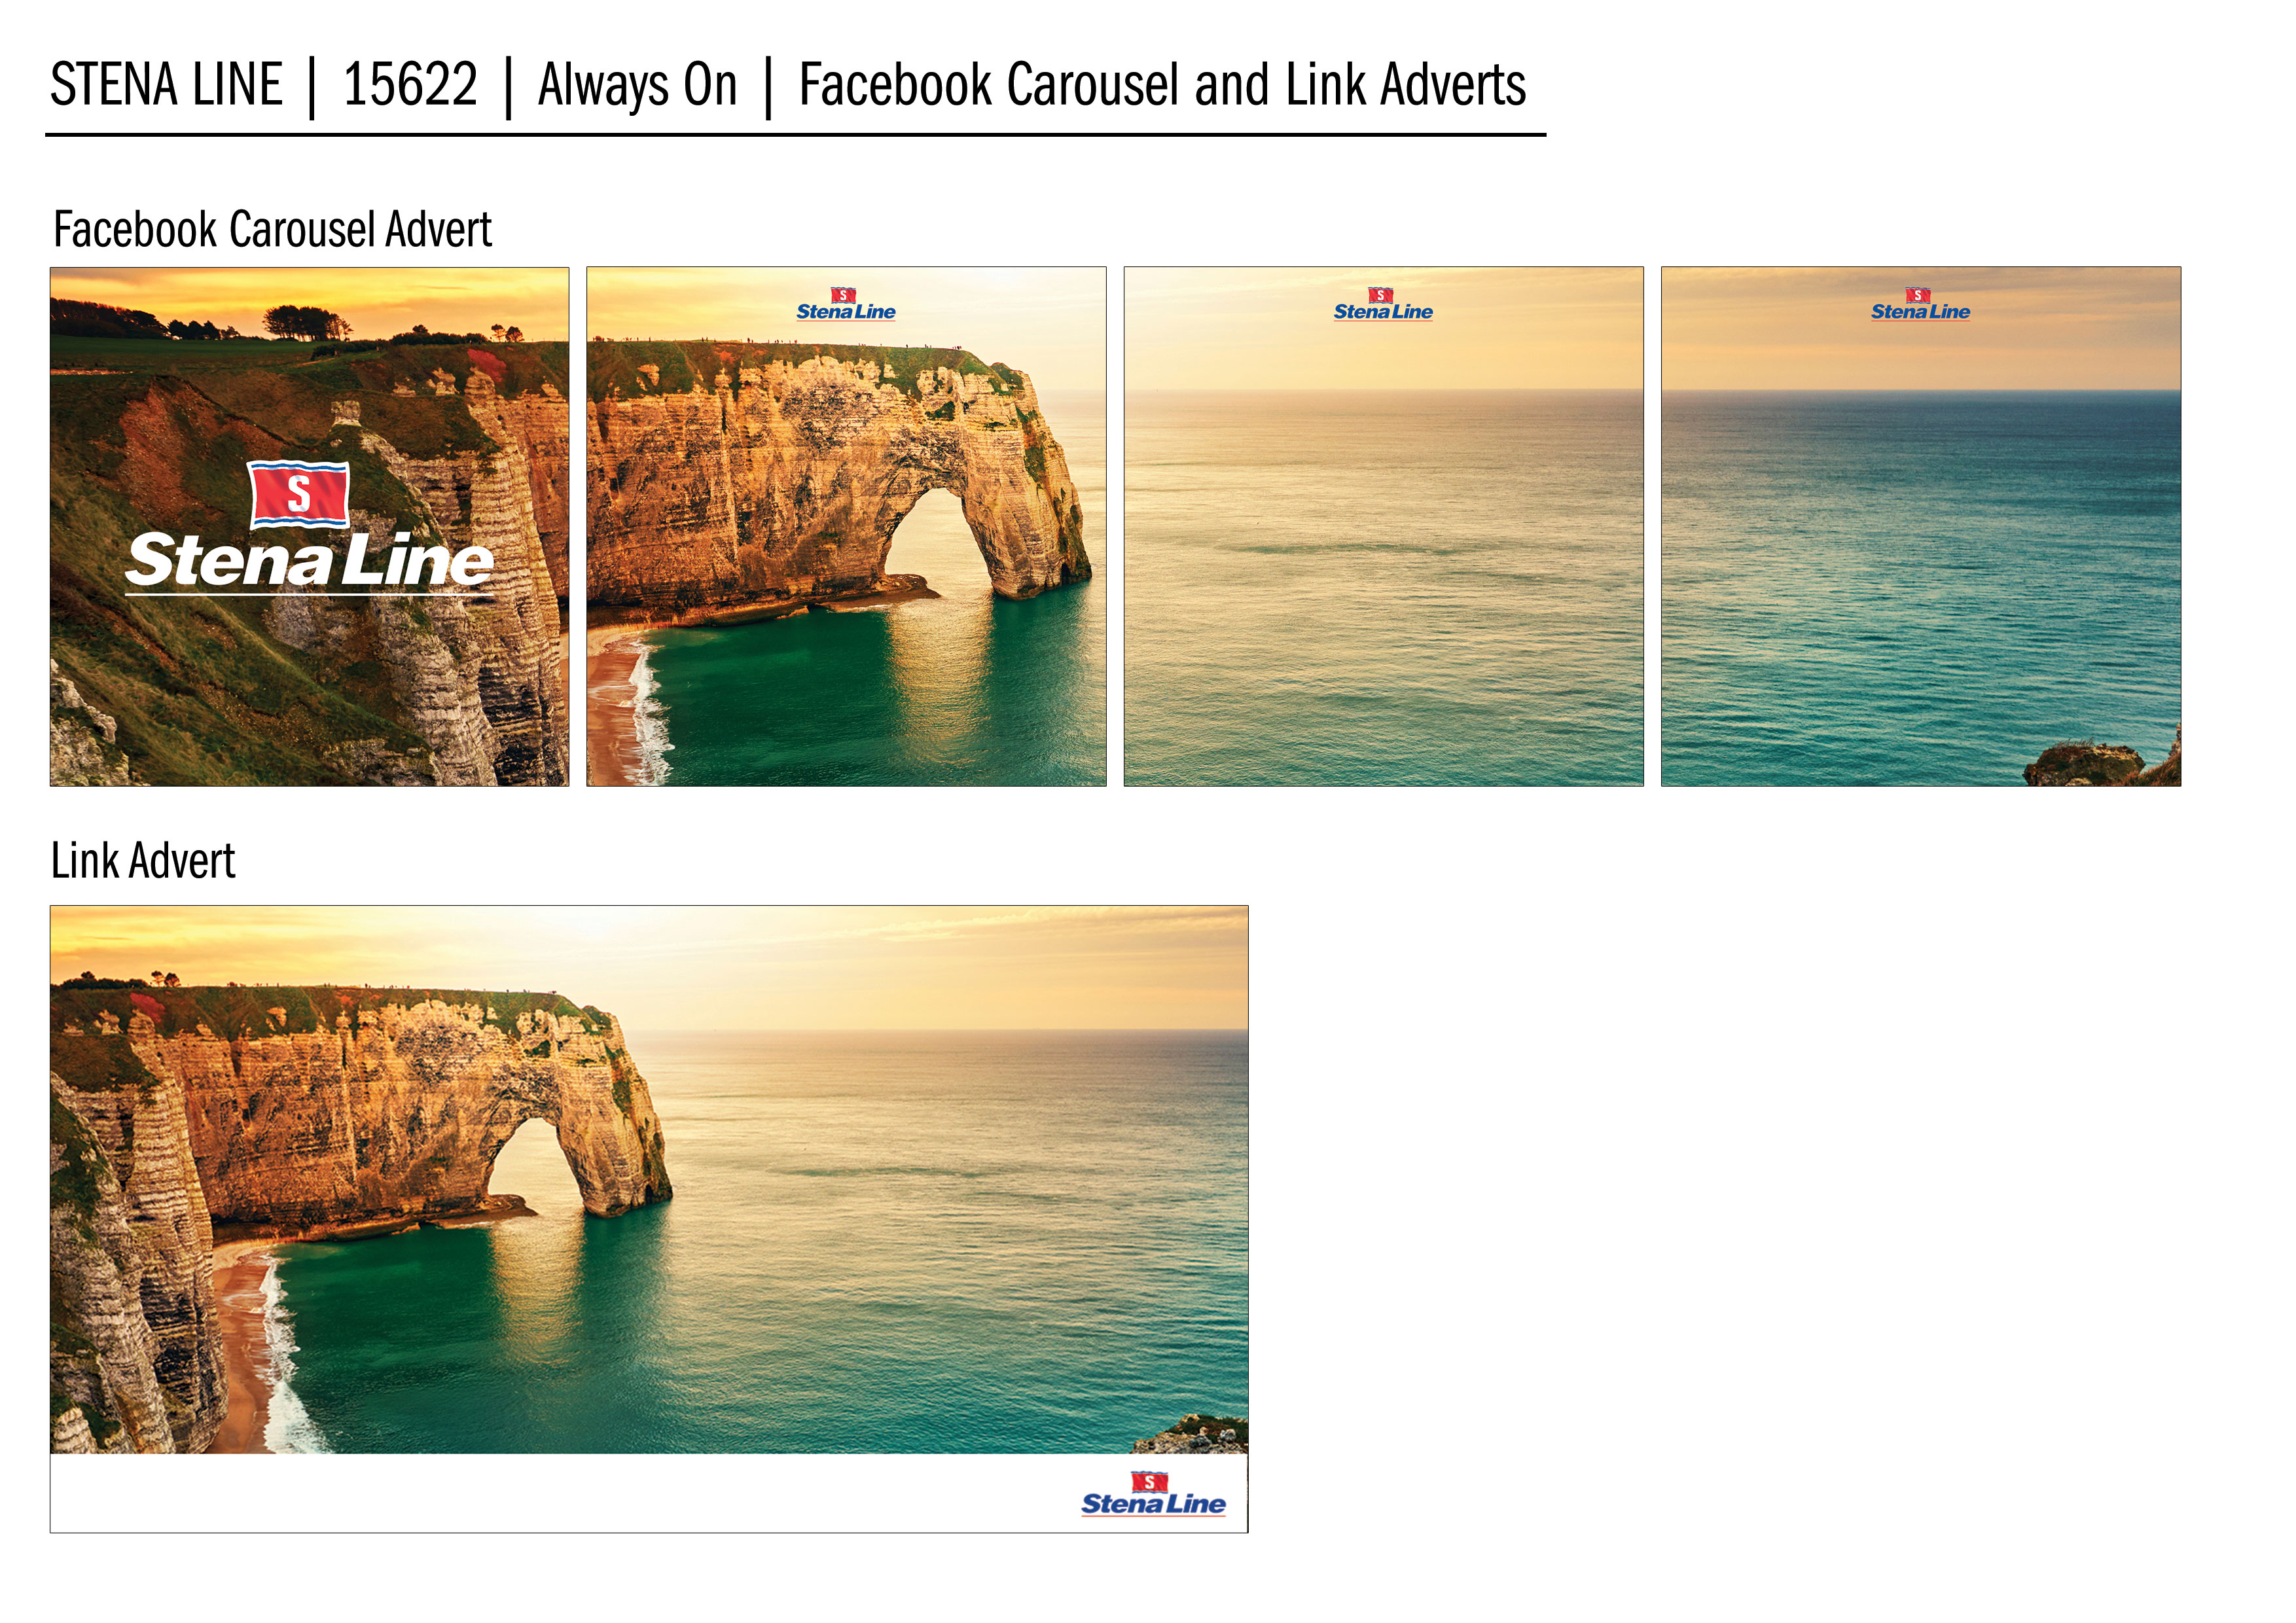 STENA LINE | 15622 | Always On | Facebook Carousel and Link Adverts
Facebook Carousel Advert
S
Stena Line
S
Stena Line
S
Stena Line
S
Stena Line
Link Advert
S
Stena Line